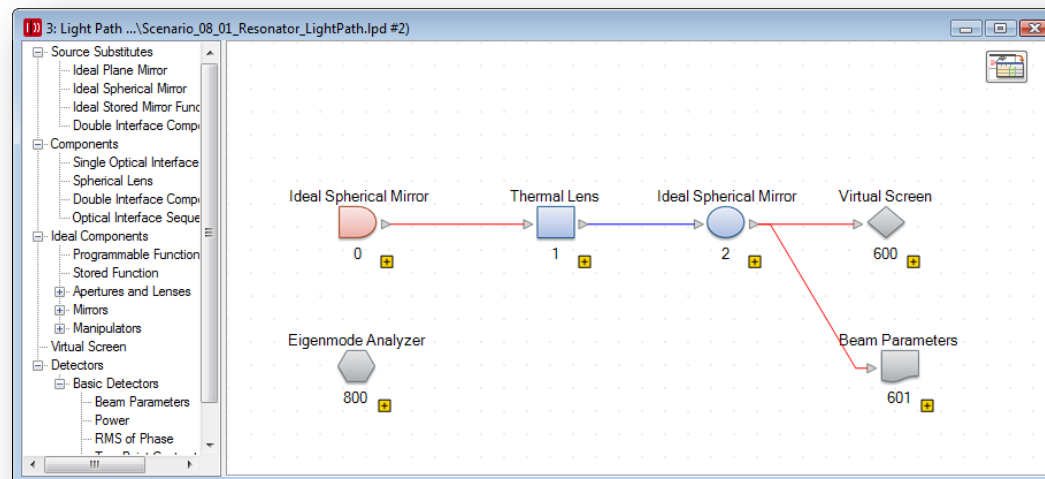 3: Light Path ...\Scenario_08_01_Resonator_LightPath.lpd #2)
Source Substitutes
Ideal Plane Mirror
Ideal Spherical Mirror
Ideal Stored Mirror Func
Double Interface Compo
Components
Single Optical Interface
Spherical Lens
Double Interface Compo
Optical Interface Seque
Ideal Components
Programmable Function
Stored Function
Apertures and Lenses
Mirrors
Manipulators
Virtual Screen
Detectors
Basic Detectors
Beam Parameters
Power
RMS of Phase
Ideal Spherical Mirror
0
Thermal Lens
1
Ideal Spherical Mirror
2
Virtual Screen
600
Eigenmode Analyzer
800
Beam Parameters
601